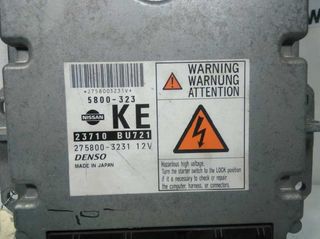 *2758003231V*
5800-323
NISSAN
KE
23710 BU721
275800-3231 12V
DENSO
MADE IN JAPAN
WARNING
WARNUNG
ATTENTION
Hazardous high voltage.
Turn the starter switch to the LOCK position
if it is necessary to check or repair
the computer, harness, or connectors.